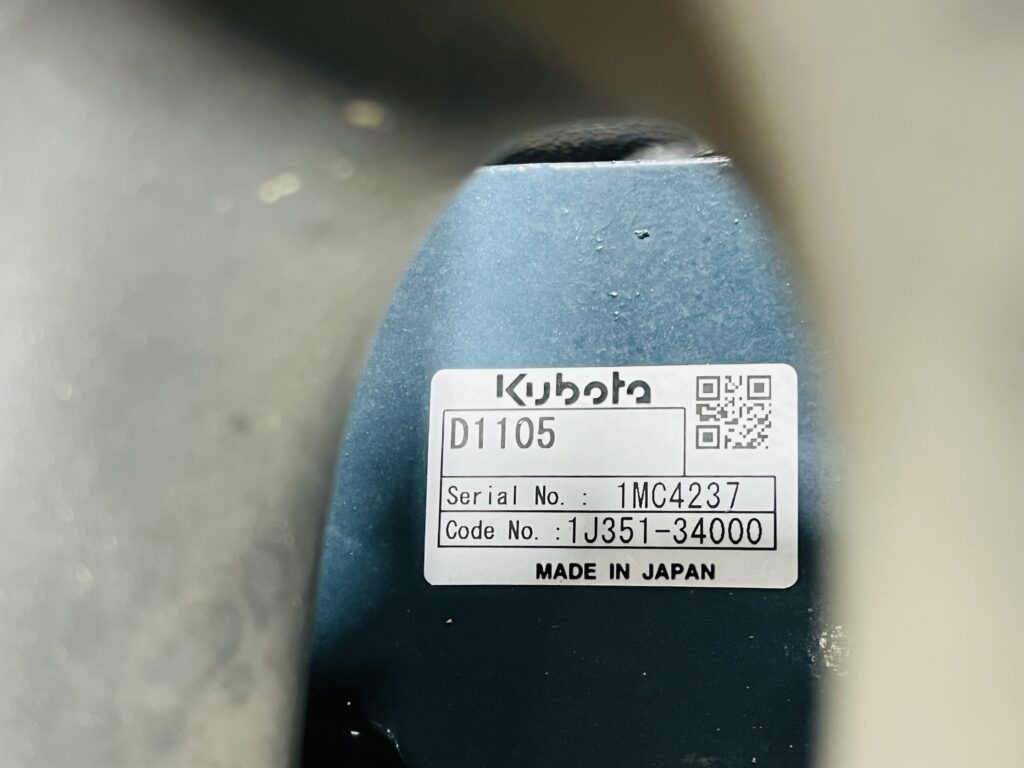 Kubota
D1105
Serial No. : 1MC4237
Code No. :1J351-34000
MADE IN JAPAN